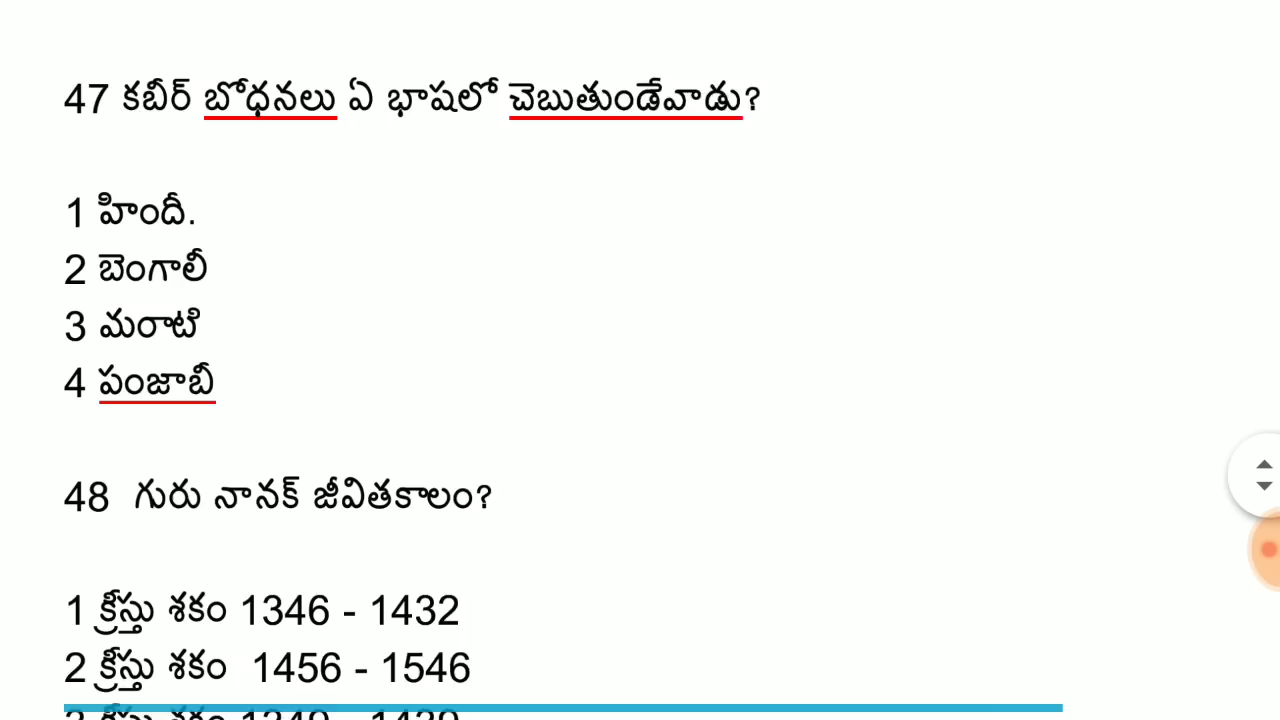 47 కబీర్ బోధనలు ఏ భాషలో చెబుతుండేవాడు?
1 హిందీ.
2 బెంగాలీ
3 మరాటి
4 పంజాబీ
48 గురు నానక్ జీవితకాలం?
1 క్రీస్తు శకం 1346 - 1432
2 క్రీస్తు శకం 1456 - 1546